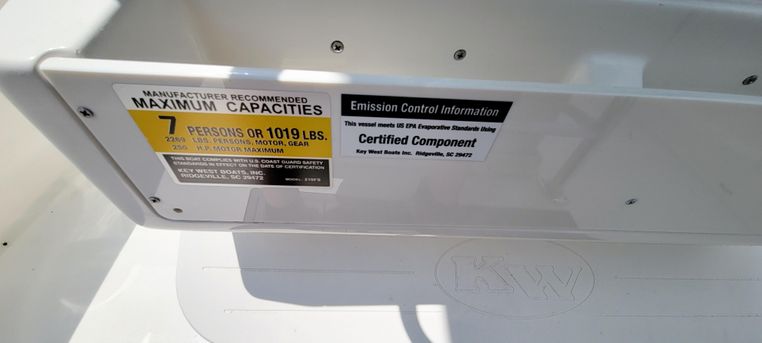 MANUFACTURER RECOMMENDED
MAXIMUM CAPACITIES
7 PERSONS OR 1019 LBS.
2269 LBS. PERSONS, MOTOR, GEAR
250 H.P. MOTOR MAXIMUM
THIS BOAT COMPLIES WITH U.S. COAST GUARD SAFETY
STANDARDS IN EFFECT ON THE DATE OF CERTIFICATION
KEY WEST BOATS, INC.
RIDGEVILLE, SC 29472
MODEL: 219FS
Emission Control Information
This vessel meets US EPA Evaporative Standards Using
Certified Component
Key West Boats Inc. Ridgeville, SC 29472
KW